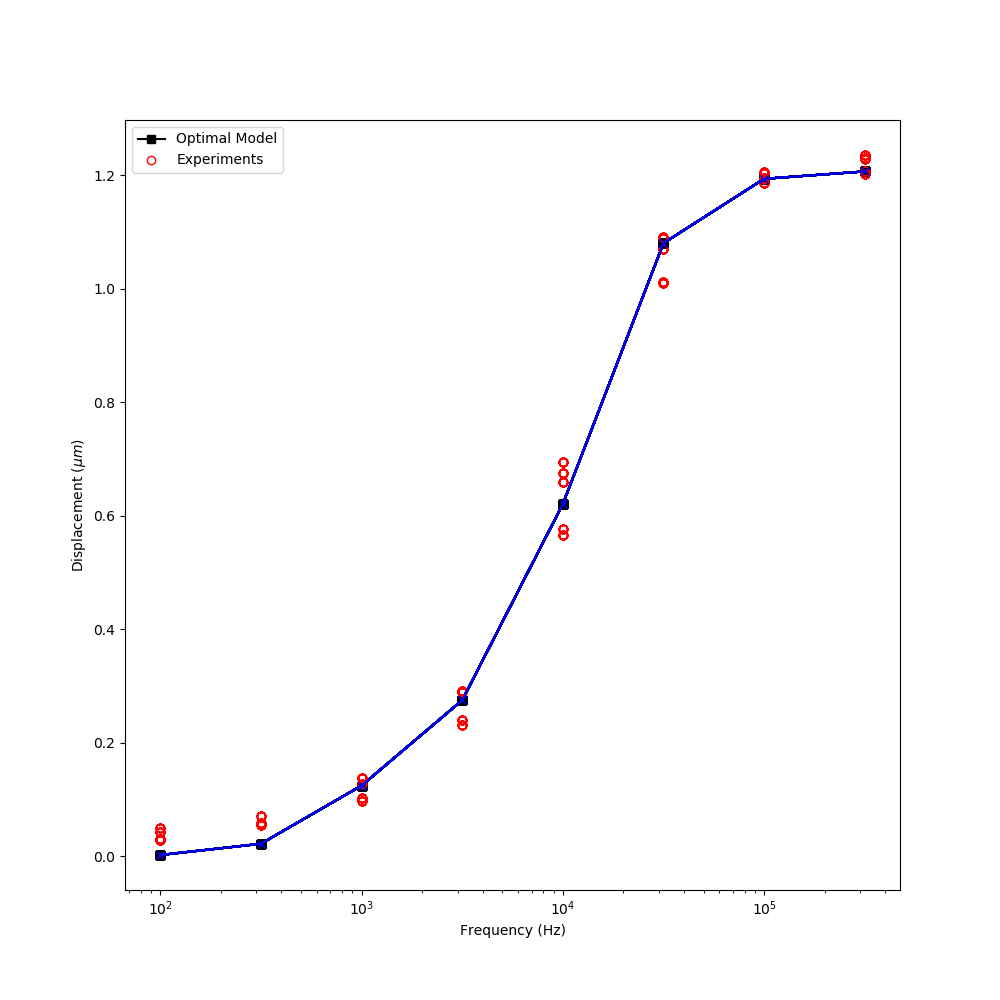 Optimal Model
Experiments
1.2
1.0
0.8
0.6
0.4
0.2
0.0
Displacement (μm)
10² 10³ 10⁴ 10⁵
Frequency (Hz)